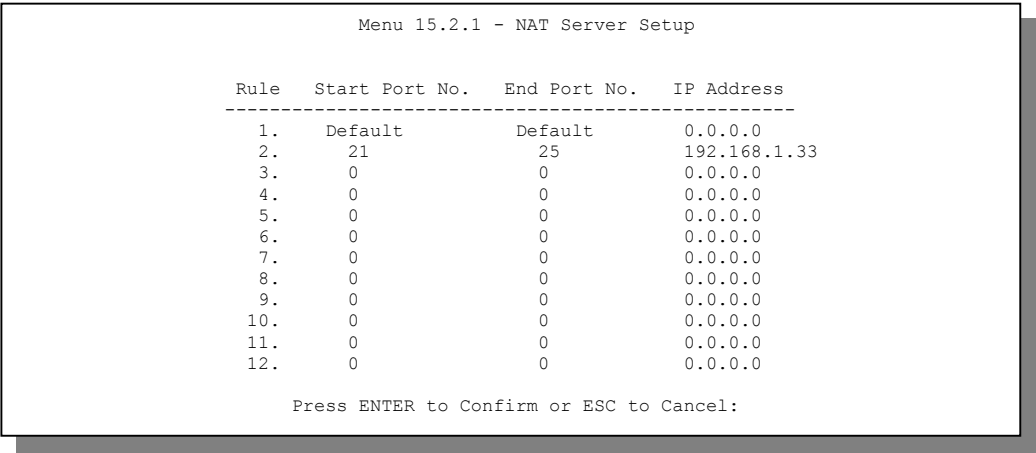 Menu 15.2.1 - NAT Server Setup
Rule Start Port No. End Port No. IP Address
---------------------------------------------------
1. Default Default 0.0.0.0
2. 21 25 192.168.1.33
3. 0 0 0.0.0.0
4. 0 0 0.0.0.0
5. 0 0 0.0.0.0
6. 0 0 0.0.0.0
7. 0 0 0.0.0.0
8. 0 0 0.0.0.0
9. 0 0 0.0.0.0
10. 0 0 0.0.0.0
11. 0 0 0.0.0.0
12. 0 0 0.0.0.0
Press ENTER to Confirm or ESC to Cancel: